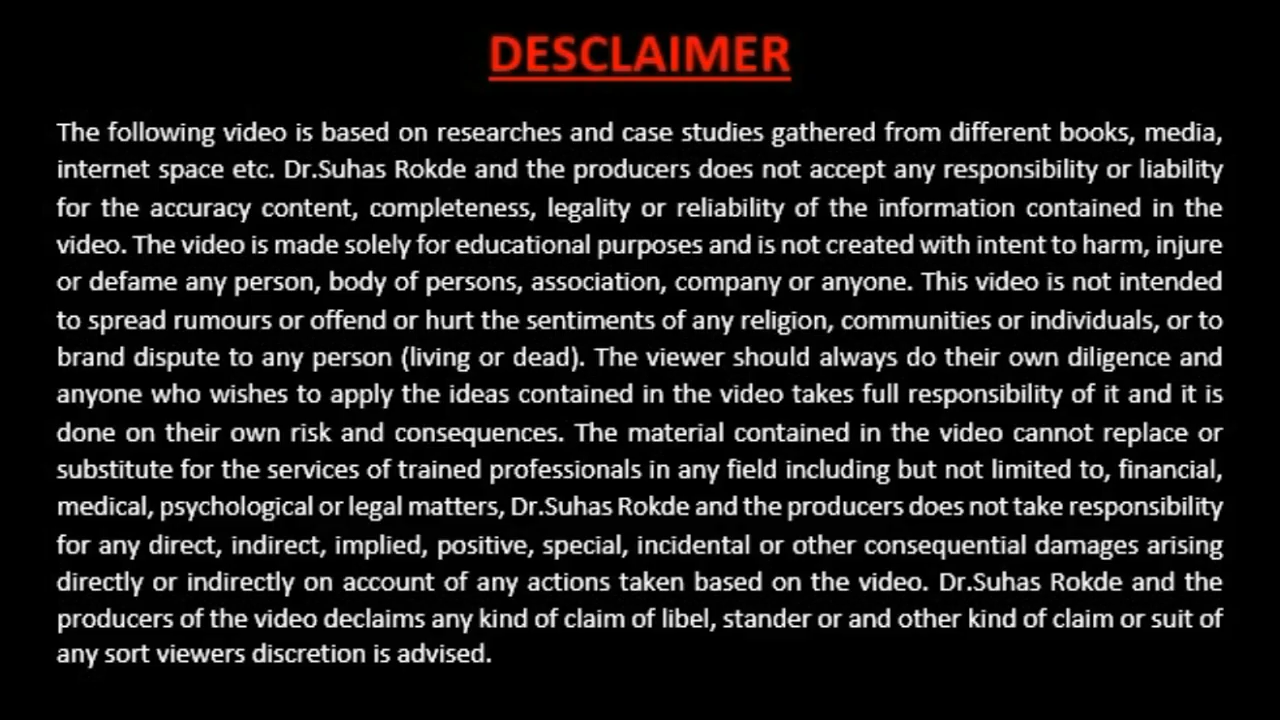 DESCLAIMER
The following video is based on researches and case studies gathered from different books, media,
internet space etc. Dr.Suhas Rokde and the producers does not accept any responsibility or liability
for the accuracy content, completeness, legality or reliability of the information contained in the
video. The video is made solely for educational purposes and is not created with intent to harm, injure
or defame any person, body of persons, association, company or anyone. This video is not intended
to spread rumours or offend or hurt the sentiments of any religion, communities or individuals, or to
brand dispute to any person (living or dead). The viewer should always do their own diligence and
anyone who wishes to apply the ideas contained in the video takes full responsibility of it and it is
done on their own risk and consequences. The material contained in the video cannot replace or
substitute for the services of trained professionals in any field including but not limited to, financial,
medical, psychological or legal matters, Dr.Suhas Rokde and the producers does not take responsibility
for any direct, indirect, implied, positive, special, incidental or other consequential damages arising
directly or indirectly on account of any actions taken based on the video. Dr.Suhas Rokde and the
producers of the video declaims any kind of claim of libel, stander or and other kind of claim or suit of
any sort viewers discretion is advised.